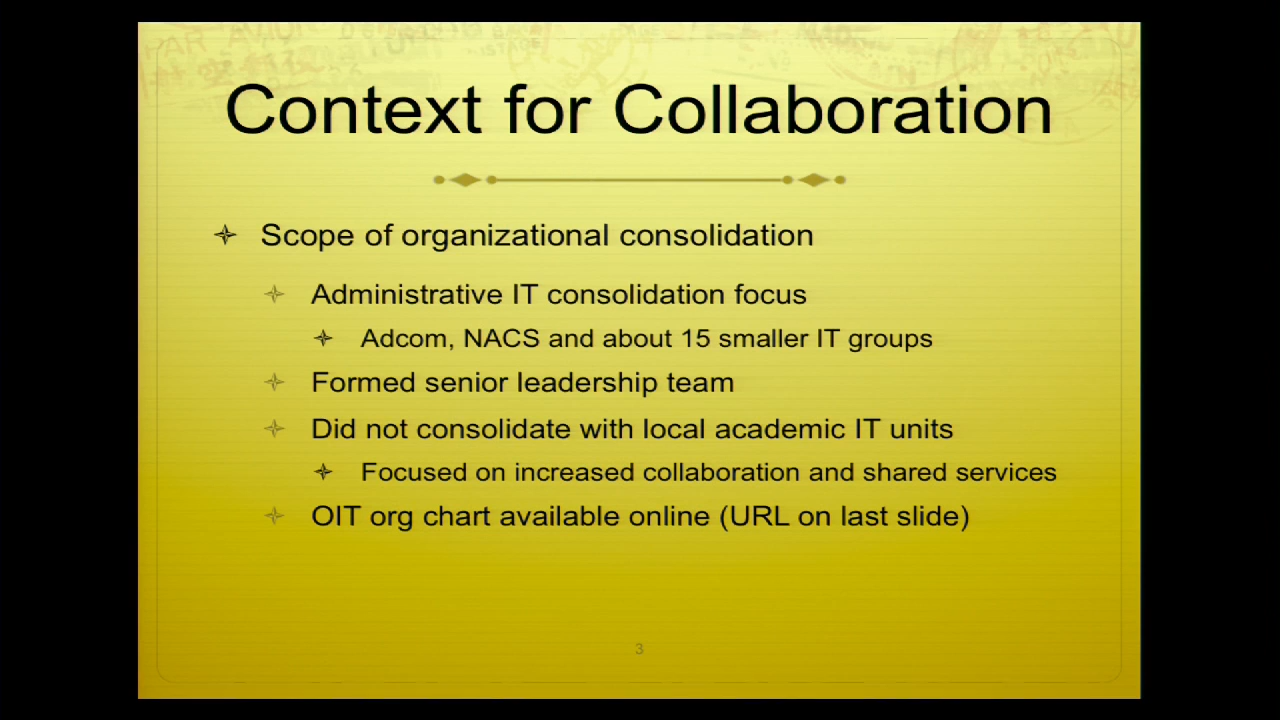 PAR AVION
Context for Collaboration
Scope of organizational consolidation
Administrative IT consolidation focus
Adcom, NACS and about 15 smaller IT groups
Formed senior leadership team
Did not consolidate with local academic IT units
Focused on increased collaboration and shared services
OIT org chart available online (URL on last slide)
3